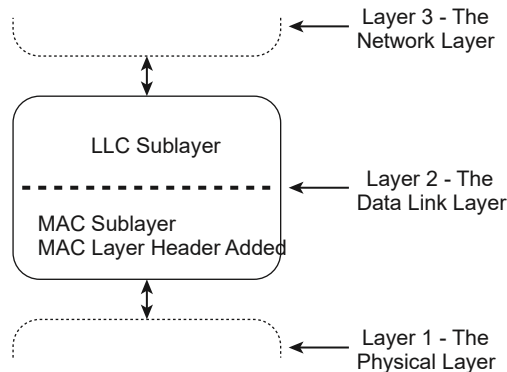 Layer 3 - The
Network Layer
LLC Sublayer
Layer 2 - The
Data Link Layer
MAC Sublayer
MAC Layer Header Added
Layer 1 - The
Physical Layer